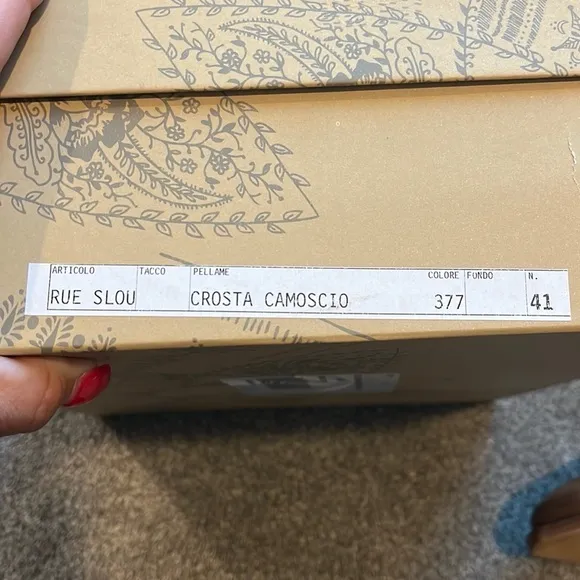 ARTICOLO TACCO PELLAME COLORE FONDO N.
RUE SLOU CROSTA CAMOSCIO 377 41